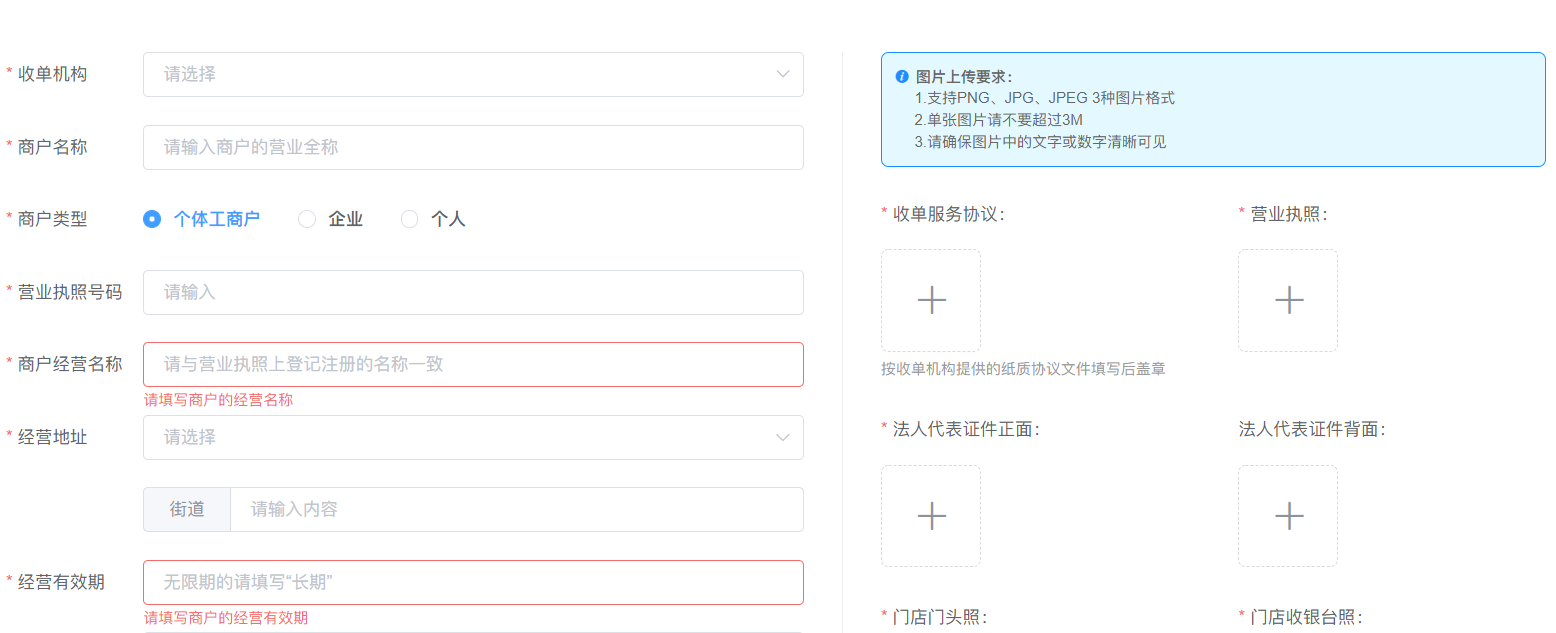 * 收单机构
请选择
* 商户名称
请输入商户的营业全称
* 商户类型
个体工商户 企业 个人
* 营业执照号码
请输入
* 商户经营名称
请与营业执照上登记注册的名称一致
请填写商户的经营名称
* 经营地址
请选择
街道 请输入内容
* 经营有效期
无限期的请填写“长期”
请填写商户的经营有效期
图片上传要求：
1.支持PNG、JPG、JPEG 3种图片格式
2.单张图片请不要超过3M
3.请确保图片中的文字或数字清晰可见
* 收单服务协议：
* 营业执照：
按收单机构提供的纸质协议文件填写后盖章
* 法人代表证件正面：
法人代表证件背面：
* 门店门头照：
* 门店收银台照：